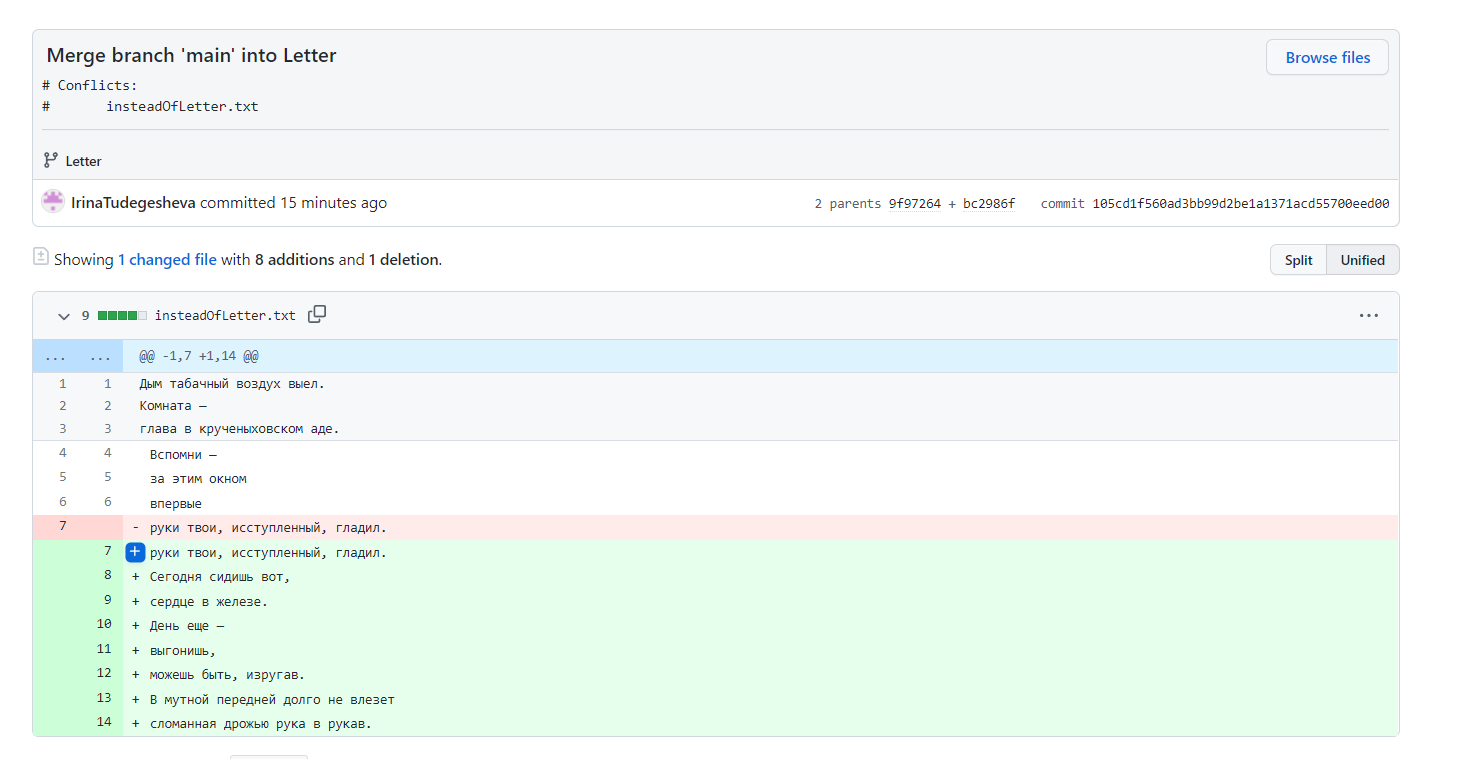 Merge branch 'main' into Letter
Browse files
# Conflicts:
#       insteadOfLetter.txt
Letter
IrinaTudegesheva committed 15 minutes ago
2 parents 9f97264 + bc2986f   commit 105cd1f560ad3bb99d2be1a1371acd55700eed00
Showing 1 changed file with 8 additions and 1 deletion.
Split Unified
9 insteadOfLetter.txt ...
... ... @@ -1,7 +1,14 @@
1 1 Дым табачный воздух выел.
2 2 Комната —
3 3 глава в крученыховском аде.
4 4 Вспомни —
5 5 за этим окном
6 6 впервые
7 - руки твои, исступленный, гладил.
7 + руки твои, исступленный, гладил.
8 + Сегодня сидишь вот,
9 + сердце в железе.
10 + День еще —
11 + выгонишь,
12 + можешь быть, изругав.
13 + В мутной передней долго не влезет
14 + сломанная дрожью рука в рукав.